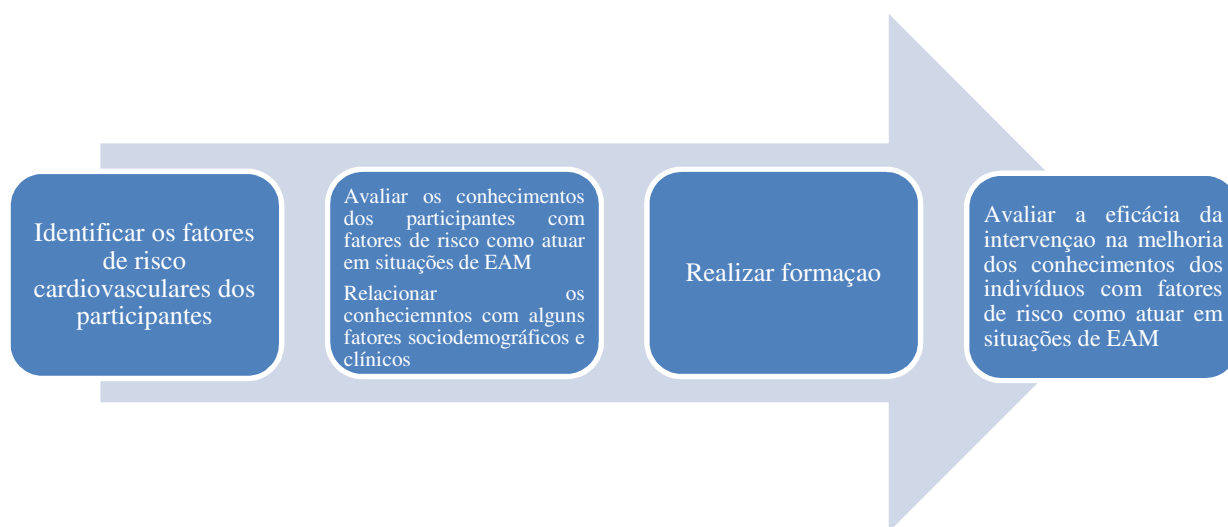 Identificar os fatores
de risco
cardiovasculares dos
participantes
Avaliar os conhecimentos
dos participantes com
fatores de risco como atuar
em situações de EAM
Relacionar os
conheciemntos com alguns
fatores sociodemográficos e
clínicos
Realizar formaçao
Avaliar a eficácia da
intervençao na melhoria
dos conhecimentos dos
indivíduos com fatores
de risco como atuar em
situações de EAM